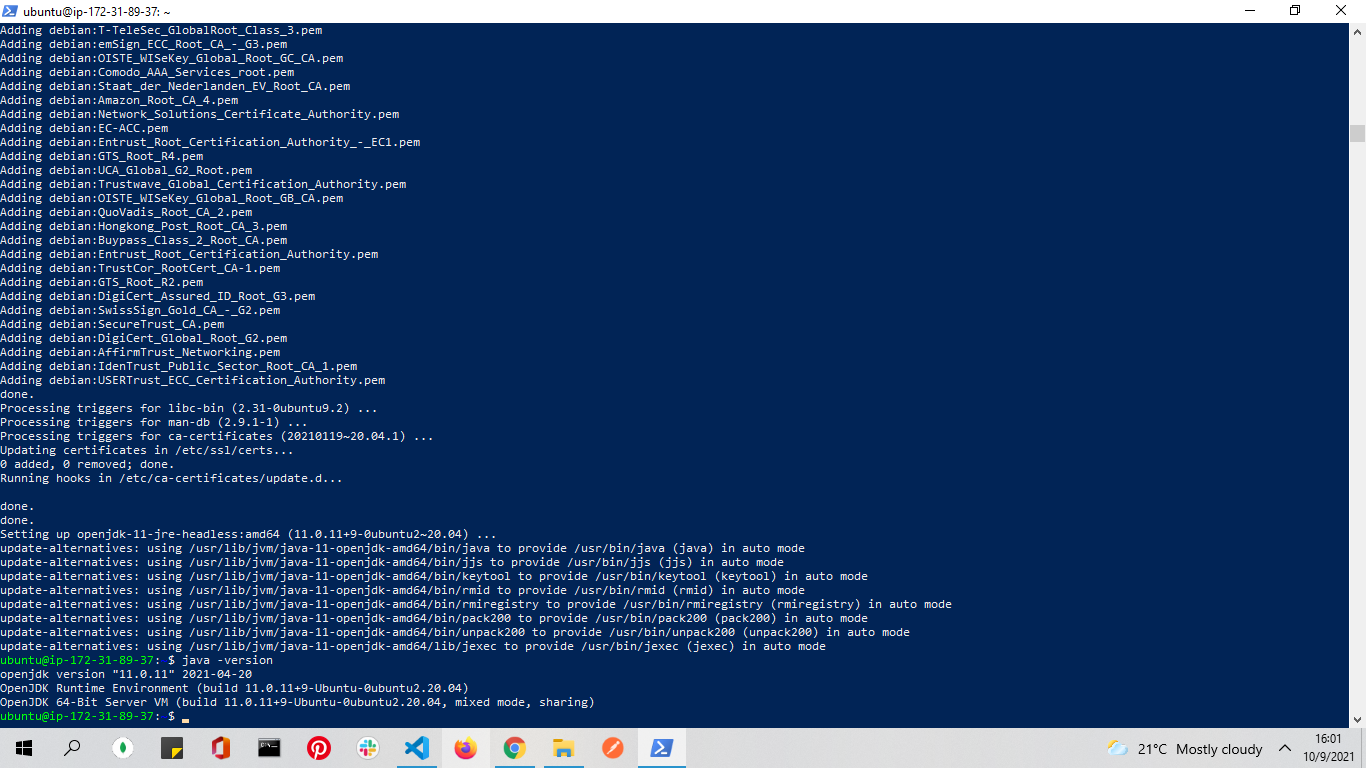 ubuntu@ip-172-31-89-37: ~
Adding debian:T-TeleSec_GlobalRoot_Class_3.pem
Adding debian:emSign_ECC_Root_CA_-_G3.pem
Adding debian:OISTE_WISeKey_Global_Root_GC_CA.pem
Adding debian:Comodo_AAA_Services_root.pem
Adding debian:Staat_der_Nederlanden_EV_Root_CA.pem
Adding debian:Amazon_Root_CA_4.pem
Adding debian:Network_Solutions_Certificate_Authority.pem
Adding debian:EC-ACC.pem
Adding debian:Entrust_Root_Certification_Authority_-_EC1.pem
Adding debian:GTS_Root_R4.pem
Adding debian:UCA_Global_G2_Root.pem
Adding debian:Trustwave_Global_Certification_Authority.pem
Adding debian:OISTE_WISeKey_Global_Root_GB_CA.pem
Adding debian:QuoVadis_Root_CA_2.pem
Adding debian:Hongkong_Post_Root_CA_3.pem
Adding debian:Buypass_Class_2_Root_CA.pem
Adding debian:Entrust_Root_Certification_Authority.pem
Adding debian:TrustCor_RootCert_CA-1.pem
Adding debian:GTS_Root_R2.pem
Adding debian:DigiCert_Assured_ID_Root_G3.pem
Adding debian:SwissSign_Gold_CA_-_G2.pem
Adding debian:SecureTrust_CA.pem
Adding debian:DigiCert_Global_Root_G2.pem
Adding debian:AffirmTrust_Networking.pem
Adding debian:IdenTrust_Public_Sector_Root_CA_1.pem
Adding debian:USERTrust_ECC_Certification_Authority.pem
done.
Processing triggers for libc-bin (2.31-0ubuntu9.2) ...
Processing triggers for man-db (2.9.1-1) ...
Processing triggers for ca-certificates (20210119~20.04.1) ...
Updating certificates in /etc/ssl/certs...
0 added, 0 removed; done.
Running hooks in /etc/ca-certificates/update.d...
done.
done.
Setting up openjdk-11-jre-headless:amd64 (11.0.11+9-0ubuntu2~20.04) ...
update-alternatives: using /usr/lib/jvm/java-11-openjdk-amd64/bin/java to provide /usr/bin/java (java) in auto mode
update-alternatives: using /usr/lib/jvm/java-11-openjdk-amd64/bin/jjs to provide /usr/bin/jjs (jjs) in auto mode
update-alternatives: using /usr/lib/jvm/java-11-openjdk-amd64/bin/keytool to provide /usr/bin/keytool (keytool) in auto mode
update-alternatives: using /usr/lib/jvm/java-11-openjdk-amd64/bin/rmid to provide /usr/bin/rmid (rmid) in auto mode
update-alternatives: using /usr/lib/jvm/java-11-openjdk-amd64/bin/rmiregistry to provide /usr/bin/rmiregistry (rmiregistry) in auto mode
update-alternatives: using /usr/lib/jvm/java-11-openjdk-amd64/bin/pack200 to provide /usr/bin/pack200 (pack200) in auto mode
update-alternatives: using /usr/lib/jvm/java-11-openjdk-amd64/bin/unpack200 to provide /usr/bin/unpack200 (unpack200) in auto mode
update-alternatives: using /usr/lib/jvm/java-11-openjdk-amd64/lib/jexec to provide /usr/bin/jexec (jexec) in auto mode
ubuntu@ip-172-31-89-37:~$ java -version
openjdk version "11.0.11" 2021-04-20
OpenJDK Runtime Environment (build 11.0.11+9-Ubuntu-0ubuntu2.20.04)
OpenJDK 64-Bit Server VM (build 11.0.11+9-Ubuntu-0ubuntu2.20.04, mixed mode, sharing)
ubuntu@ip-172-31-89-37:~$
21°C Mostly cloudy
16:01
10/9/2021